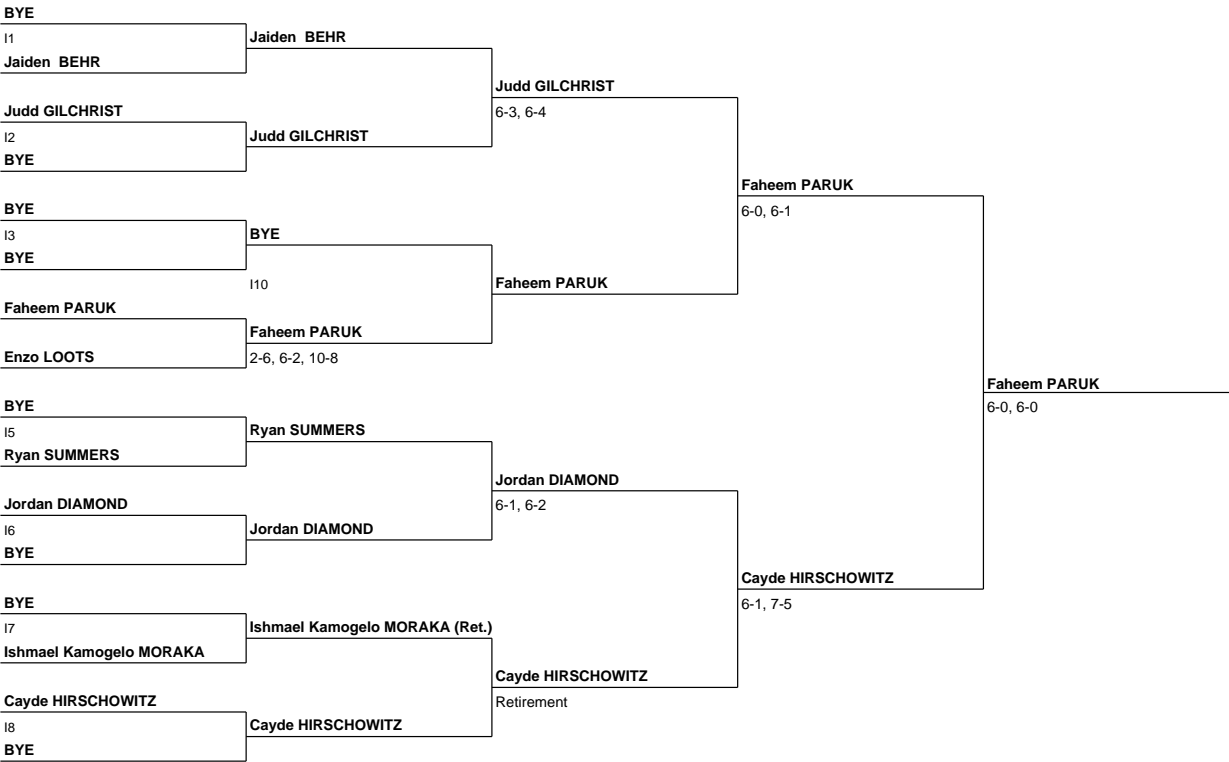 BYE
I1
Jaiden BEHR
Judd GILCHRIST
I2
BYE
BYE
I3
BYE
Faheem PARUK
Enzo LOOTS
BYE
I5
Ryan SUMMERS
Jordan DIAMOND
I6
BYE
BYE
I7
Ishmael Kamogelo MORAKA
Cayde HIRSCHOWITZ
I8
BYE
Jaiden BEHR
Judd GILCHRIST
BYE
I10
Faheem PARUK
2-6, 6-2, 10-8
Ryan SUMMERS
Jordan DIAMOND
Ishmael Kamogelo MORAKA (Ret.)
Cayde HIRSCHOWITZ
Judd GILCHRIST
6-3, 6-4
Faheem PARUK
Jordan DIAMOND
6-1, 6-2
Cayde HIRSCHOWITZ
Retirement
Faheem PARUK
6-0, 6-1
Cayde HIRSCHOWITZ
6-1, 7-5
Faheem PARUK
6-0, 6-0